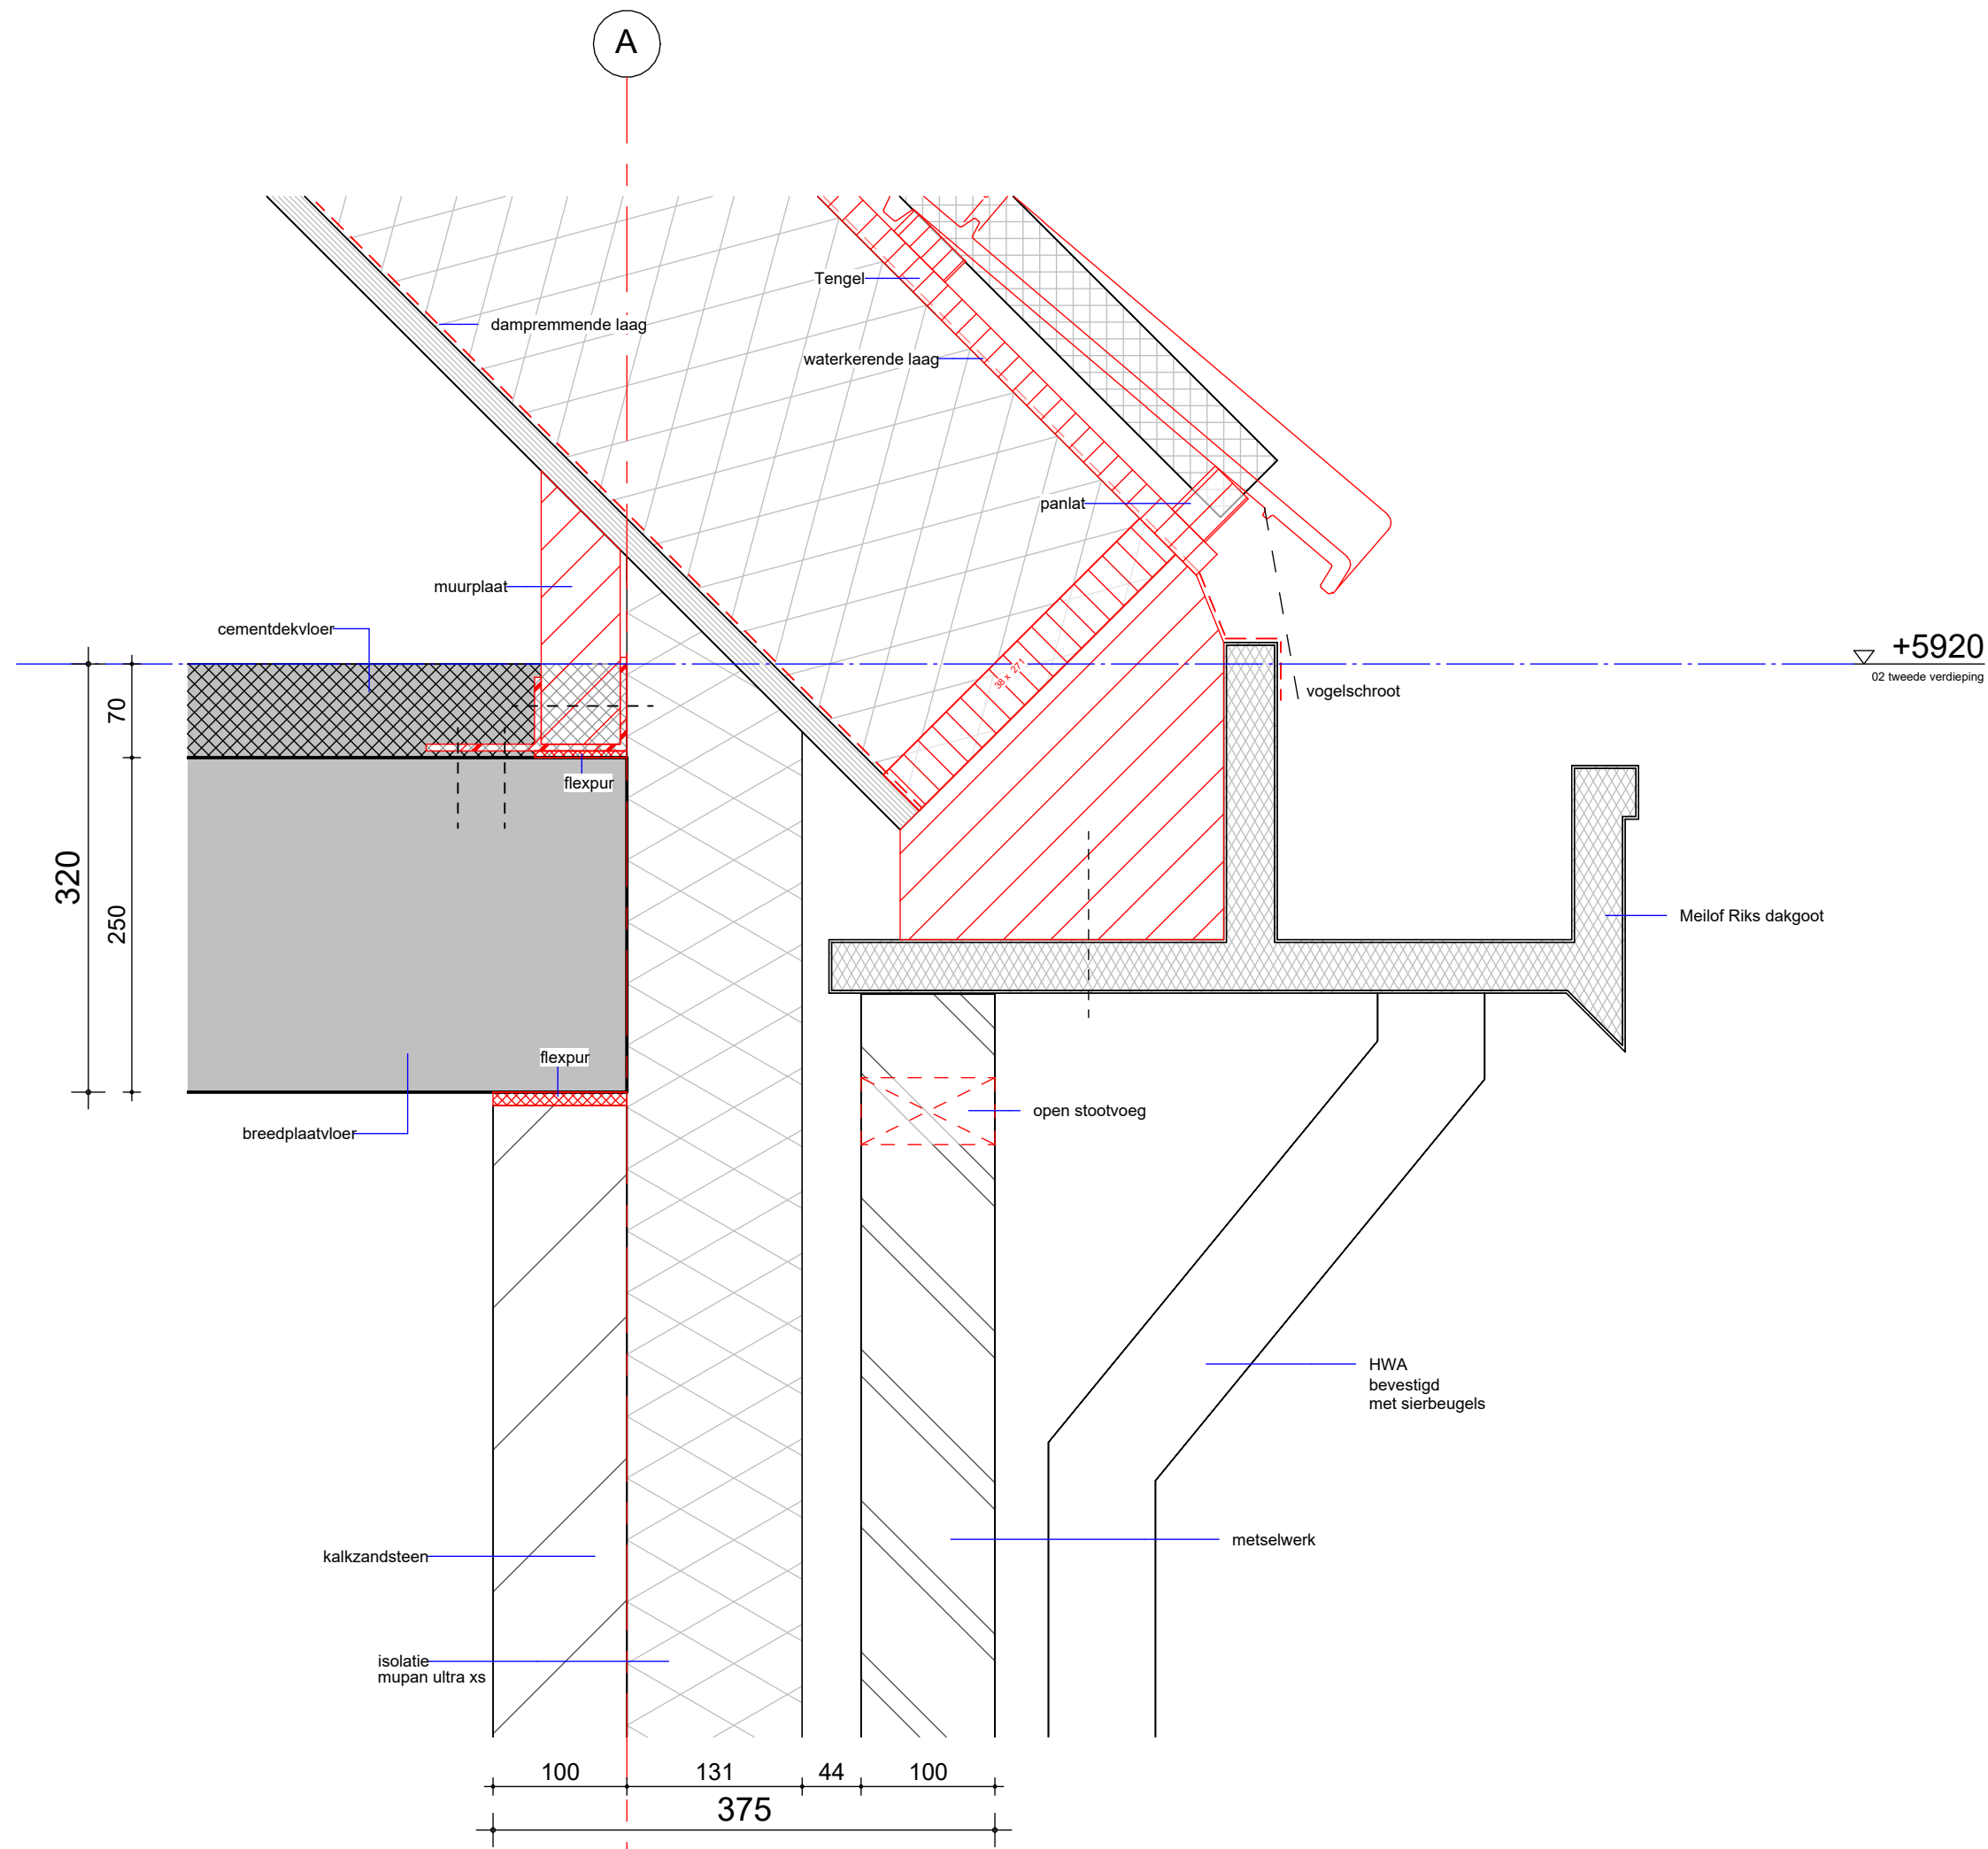 A
Tengel
dampremmende laag
waterkerende laag
panlat
muurplaat
cementdekvloer
+5920
02 tweede verdieping
38 x 271
vogelschroot
70
flexpur
320
250
Meilof Riks dakgoot
flexpur
open stootvoeg
breedplaatvloer
HWA
bevestigd
met sierbeugels
metselwerk
kalkzandsteen
isolatie
mupan ultra xs
100
131
44
100
375